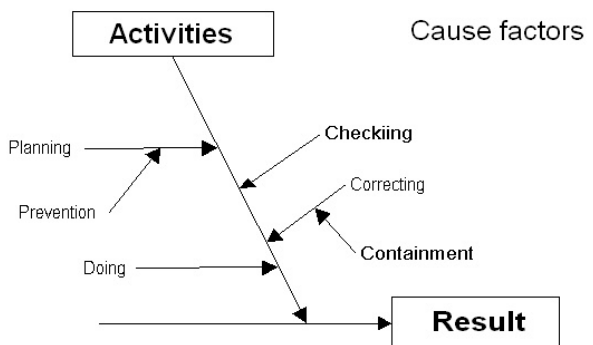 Activities
Cause factors
Checkiing
Planning
Correcting
Prevention
Containment
Doing
Result